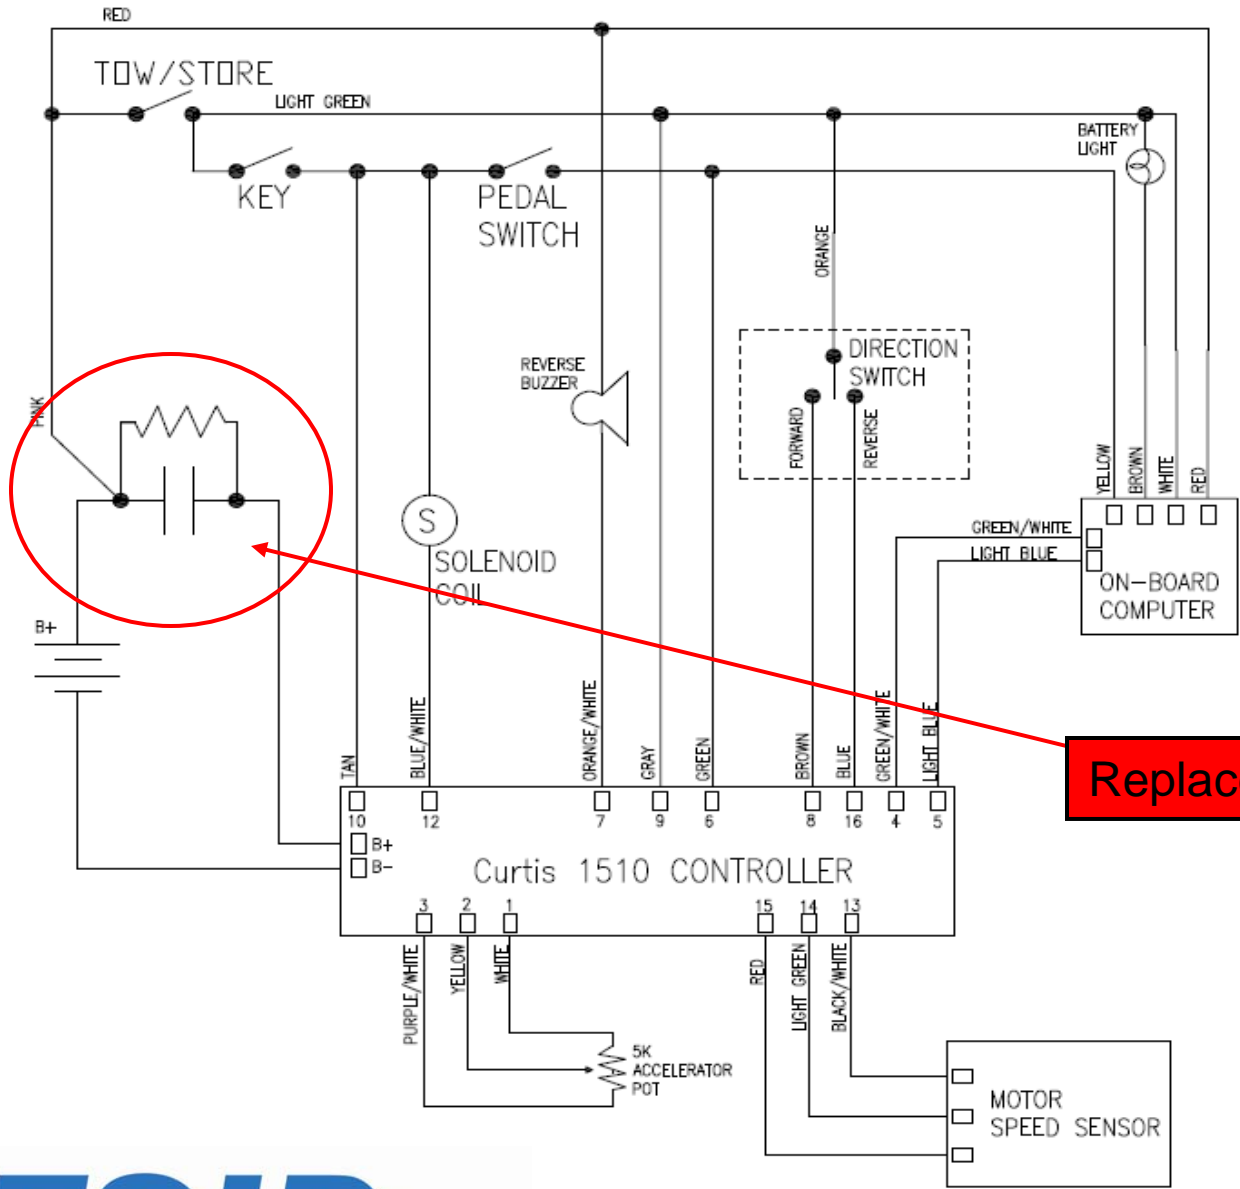 RED
TOW/STORE
LIGHT GREEN
KEY
PEDAL
SWITCH
BATTERY
LIGHT
ORANGE
DIRECTION
SWITCH
FORWARD
REVERSE
REVERSE
BUZZER
PINK
S
SOLENOID
COIL
B+
YELLOW
BROWN
WHITE
RED
GREEN/WHITE
LIGHT BLUE
ON-BOARD
COMPUTER
TAN
BLUE/WHITE
ORANGE/WHITE
GRAY
GREEN
BROWN
BLUE
GREEN/WHITE
LIGHT BLUE
Replac
10
12
7
9
6
8
16
4
5
B+
B-
Curtis 1510 CONTROLLER
3
2
1
15
14
13
PURPLE/WHITE
YELLOW
WHITE
RED
LIGHT GREEN
BLACK/WHITE
5K
ACCELERATOR
POT
MOTOR
SPEED SENSOR